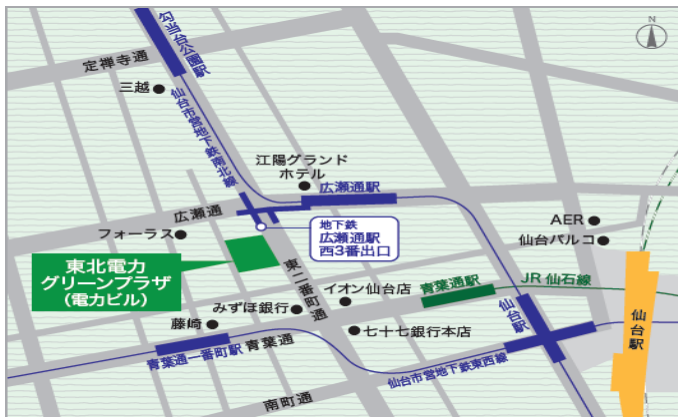 N
勾当台公園駅
定禅寺通
三越
仙台市営地下鉄南北線
江陽グランド
ホテル
広瀬通駅
広瀬通
フォーラス
地下鉄
広瀬通駅
西3番出口
AER
仙台パルコ
東北電力
グリーンプラザ
(電力ビル)
東二番町通
青葉通駅
JR 仙石線
イオン仙台店
みずほ銀行
仙台駅
仙台駅
藤崎
七十七銀行本店
青葉通
青葉通一番町駅
仙台市営地下鉄東西線
南町通